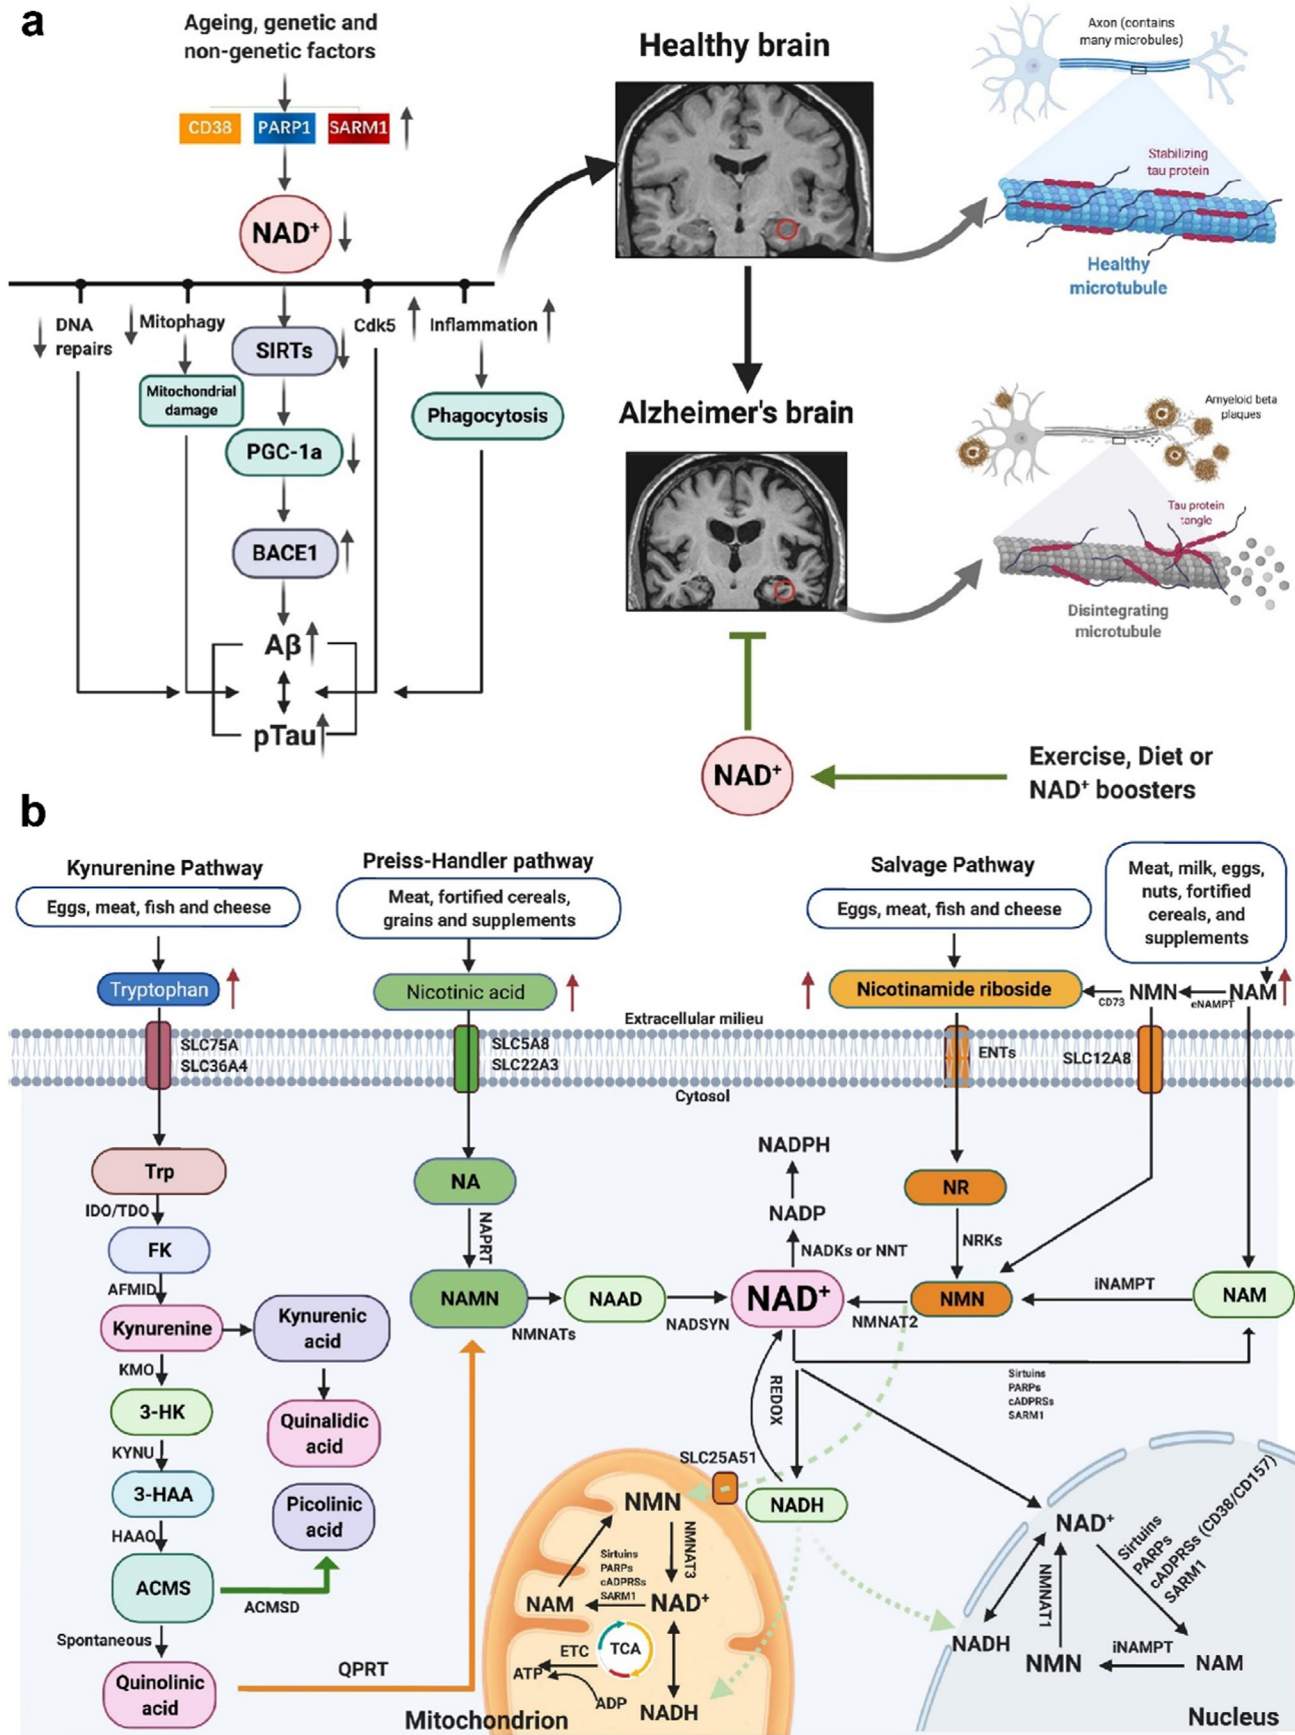 a
Ageing, genetic and
non-genetic factors
CD38
PARP1
SARM1
NAD+
DNA
repairs
Mitophagy
SIRTs
Cdk5
Inflammation
Mitochondrial
damage
Phagocytosis
PGC-1a
BACE1
Aβ
pTau
Healthy brain
Axon (contains
many microbules)
Stabilizing
tau protein
Healthy
microtubule
Alzheimer's brain
Amyloid beta
plaques
Tau protein
tangle
Disintegrating
microtubule
NAD+
Exercise, Diet or
NAD+ boosters
b
Kynurenine Pathway
Eggs, meat, fish and cheese
Tryptophan
Preiss-Handler pathway
Meat, fortified cereals,
grains and supplements
Nicotinic acid
Salvage Pathway
Eggs, meat, fish and cheese
Nicotinamide riboside
Meat, milk, eggs,
nuts, fortified
cereals, and
supplements
CD73
NMN
eNAMPT
NAM
Extracellular milieu
SLC75A
SLC36A4
SLC5A8
SLC22A3
ENTs
SLC12A8
Cytosol
Trp
IDO/TDO
FK
AFMID
Kynurenine
Kynurenic
acid
KMO
3-HK
Quinalidic
acid
KYNU
3-HAA
Picolinic
acid
HAAO
ACMS
ACMSD
Spontaneous
Quinolinic
acid
QPRT
NA
NAPRT
NAMN
NMNATs
NAAD
NADSYN
NADPH
NADP
NADKs or NNT
NAD+
NR
NRKs
NMN
NMNAT2
iNAMPT
NAM
Sirtuins
PARPs
cADPRSs
SARM1
REDOX
NADH
SLC25A51
NMN
NMNAT3
Sirtuins
PARPs
cADPRSs
SARM1
NAM
NAD+
ETC
TCA
ATP
ADP
NADH
Mitochondrion
NAD+
Sirtuins
PARPs
cADPRSs (CD38/CD157)
SARM1
NMNAT1
NADH
NMN
iNAMPT
NAM
Nucleus